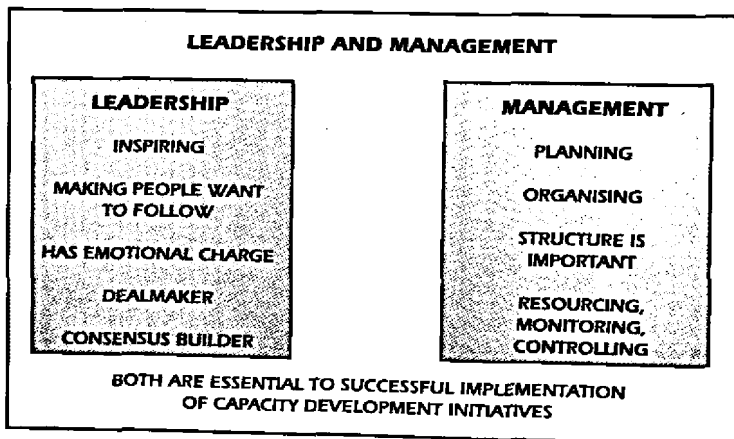 LEADERSHIP AND MANAGEMENT
LEADERSHIP
INSPIRING
MAKING PEOPLE WANT
TO FOLLOW
HAS EMOTIONAL CHARGE
DEALMAKER
CONSENSUS BUILDER
MANAGEMENT
PLANNING
ORGANISING
STRUCTURE IS
IMPORTANT
RESOURCING,
MONITORING,
CONTROLLING
BOTH ARE ESSENTIAL TO SUCCESSFUL IMPLEMENTATION
OF CAPACITY DEVELOPMENT INITIATIVES